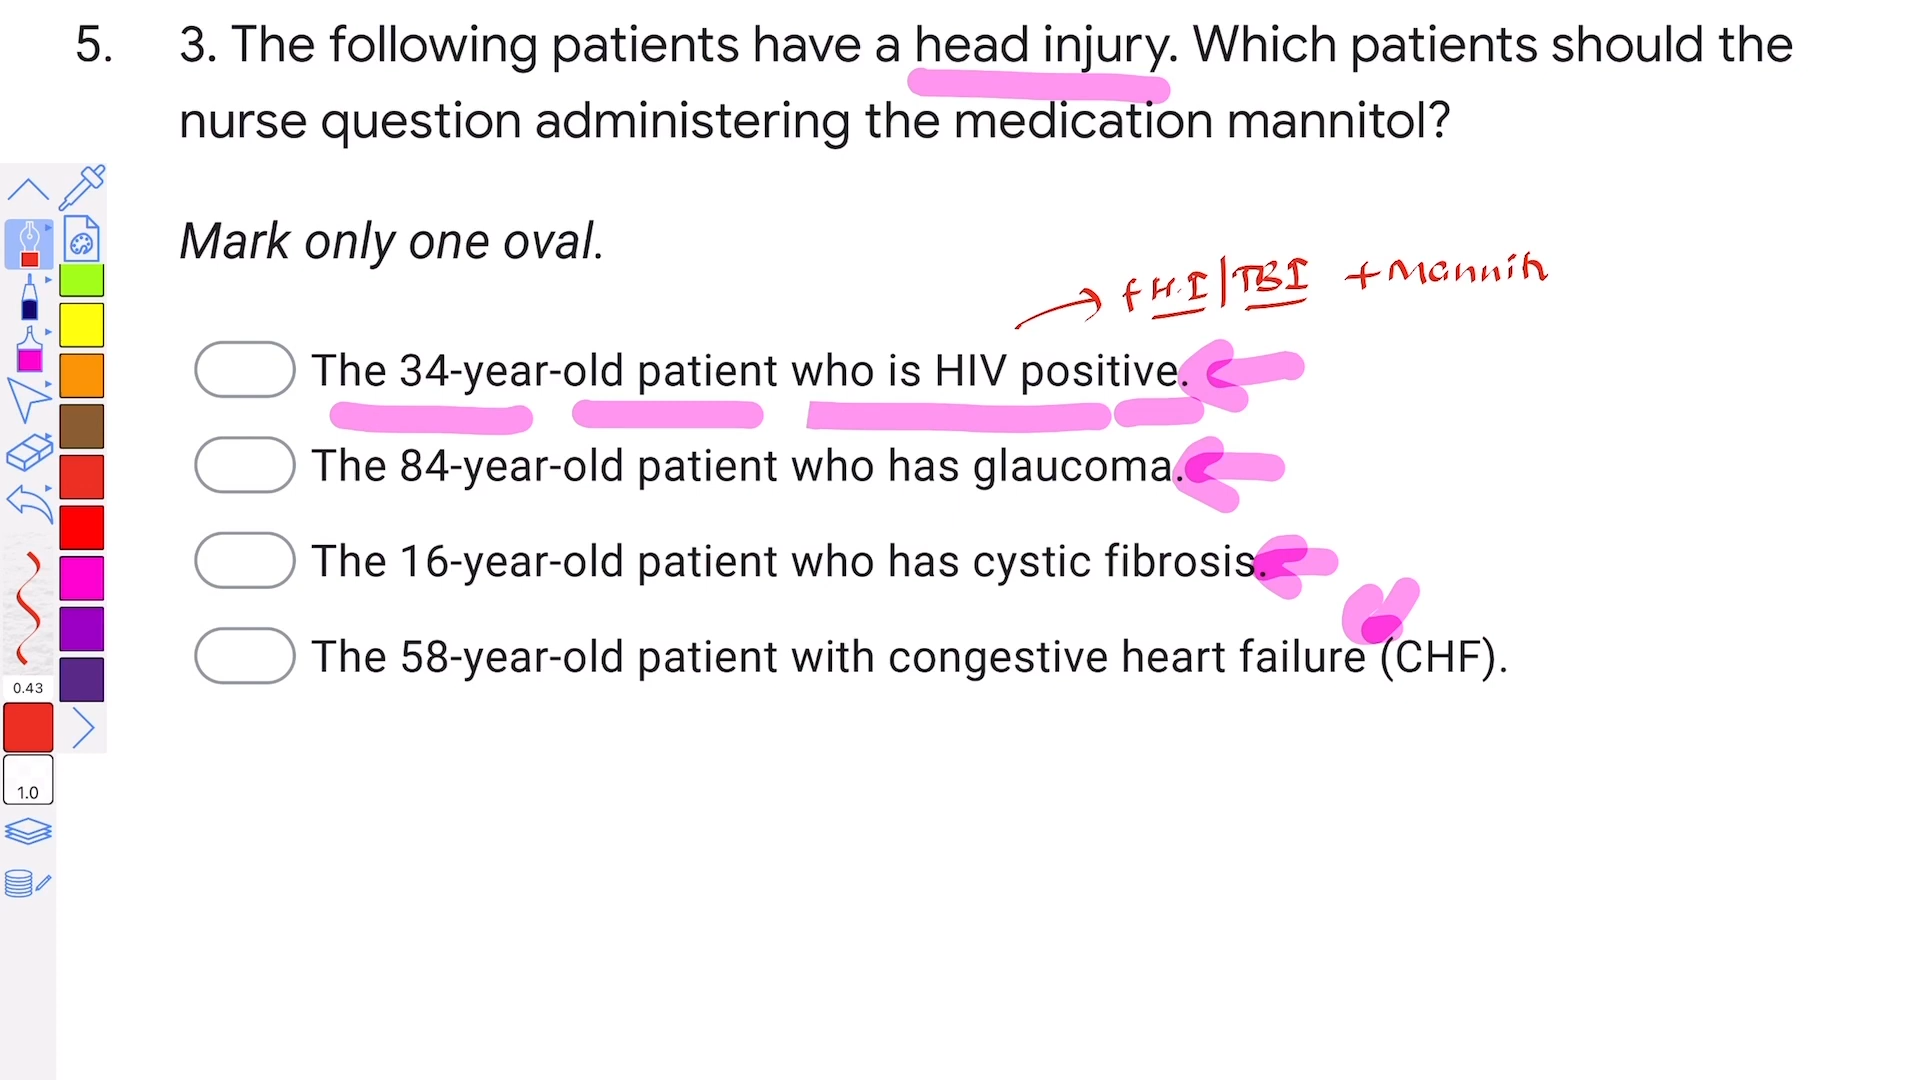 5. 3. The following patients have a head injury. Which patients should the
nurse question administering the medication mannitol?
Mark only one oval.
+ H.I | TBI + Mannit
The 34-year-old patient who is HIV positive.
The 84-year-old patient who has glaucoma.
The 16-year-old patient who has cystic fibrosis.
The 58-year-old patient with congestive heart failure (CHF).
0.43
1.0